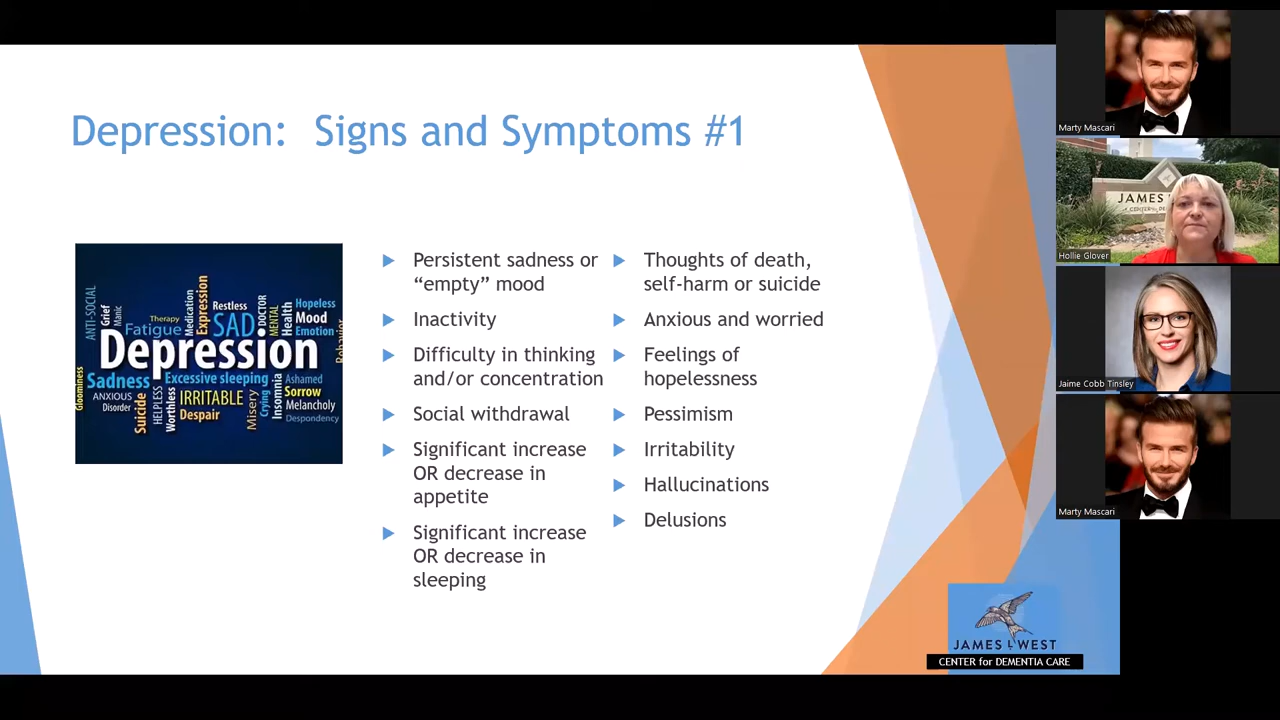 Depression:  Signs and Symptoms #1
ANTI-SOCIAL
Grief
Manic
Therapy
Fatigue
Medication
Expression
Restless
SAD
DOCTOR
MENTAL
Health
Hopeless
Mood
Emotion
Behavior
Depression
Gloominess
Sadness
Excessive sleeping
Ashamed
ANXIOUS
Disorder
Suicide
HELPLESS
Worthless
IRRITABLE
Despair
Misery
Crying
Insomnia
Sorrow
Melancholy
Despondency
Persistent sadness or
“empty” mood
Inactivity
Difficulty in thinking
and/or concentration
Social withdrawal
Significant increase
OR decrease in
appetite
Significant increase
OR decrease in
sleeping
Thoughts of death,
self-harm or suicide
Anxious and worried
Feelings of
hopelessness
Pessimism
Irritability
Hallucinations
Delusions
JAMES L WEST
CENTER for DEMENTIA CARE
Marty Mascari
JAMES L
Hollie Glover
Jaime Cobb Tinsley
Marty Mascari